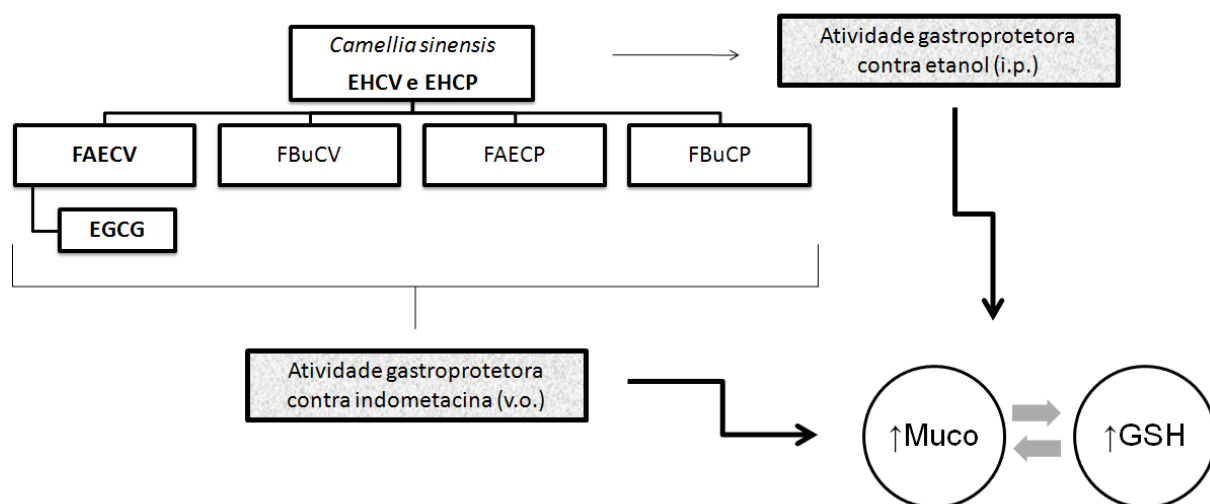 Camellia sinensis
EHCV e EHCP
Atividade gastroprotetora
contra etanol (i.p.)
FAECV
FBuCV
FAECP
FBuCP
EGCG
Atividade gastroprotetora
contra indometacina (v.o.)
↑Muco
↑GSH